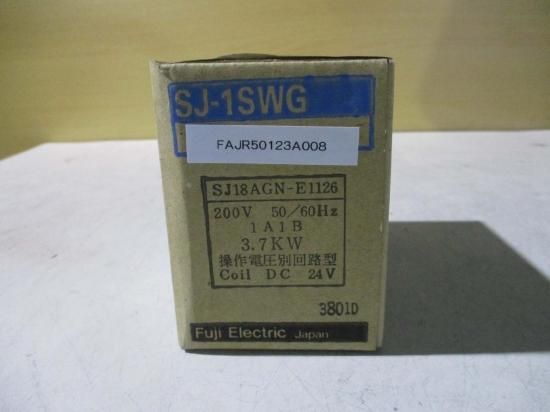 SJ-1SWG
FAJR50123A008
SJ18AGN-E1126
200V 50/60Hz
1A1B
3.7KW
操作電圧別回路型
Coil DC 24V
3801D
Fuji Electric Japan